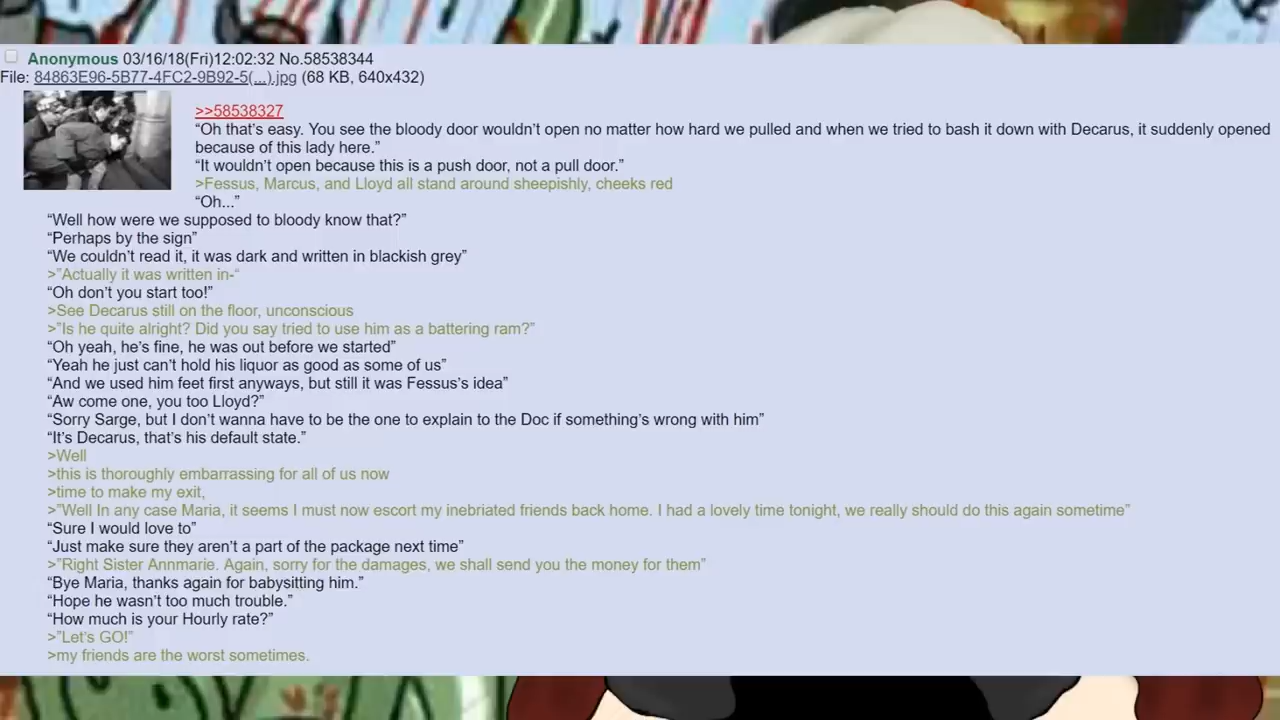 Anonymous 03/16/18(Fri)12:02:32 No.58538344
File: 84863E96-5B77-4FC2-9B92-5(...).jpg (68 KB, 640x432)
>>58538327
“Oh that’s easy. You see the bloody door wouldn’t open no matter how hard we pulled and when we tried to bash it down with Decarus, it suddenly opened
because of this lady here.”
“It wouldn’t open because this is a push door, not a pull door.”
>Fessus, Marcus, and Lloyd all stand around sheepishly, cheeks red
“Oh...”
“Well how were we supposed to bloody know that?”
“Perhaps by the sign”
“We couldn’t read it, it was dark and written in blackish grey”
>”Actually it was written in-“
“Oh don’t you start too!”
>See Decarus still on the floor, unconscious
>”Is he quite alright? Did you say tried to use him as a battering ram?”
“Oh yeah, he’s fine, he was out before we started”
“Yeah he just can’t hold his liquor as good as some of us”
“And we used him feet first anyways, but still it was Fessus’s idea”
“Aw come one, you too Lloyd?”
“Sorry Sarge, but I don’t wanna have to be the one to explain to the Doc if something’s wrong with him”
“It’s Decarus, that’s his default state.”
>Well
>this is thoroughly embarrassing for all of us now
>time to make my exit,
>”Well In any case Maria, it seems I must now escort my inebriated friends back home. I had a lovely time tonight, we really should do this again sometime”
“Sure I would love to”
“Just make sure they aren’t a part of the package next time”
>”Right Sister Annmarie. Again, sorry for the damages, we shall send you the money for them”
“Bye Maria, thanks again for babysitting him.”
“Hope he wasn’t too much trouble.”
“How much is your Hourly rate?”
>”Let’s GO!”
>my friends are the worst sometimes.